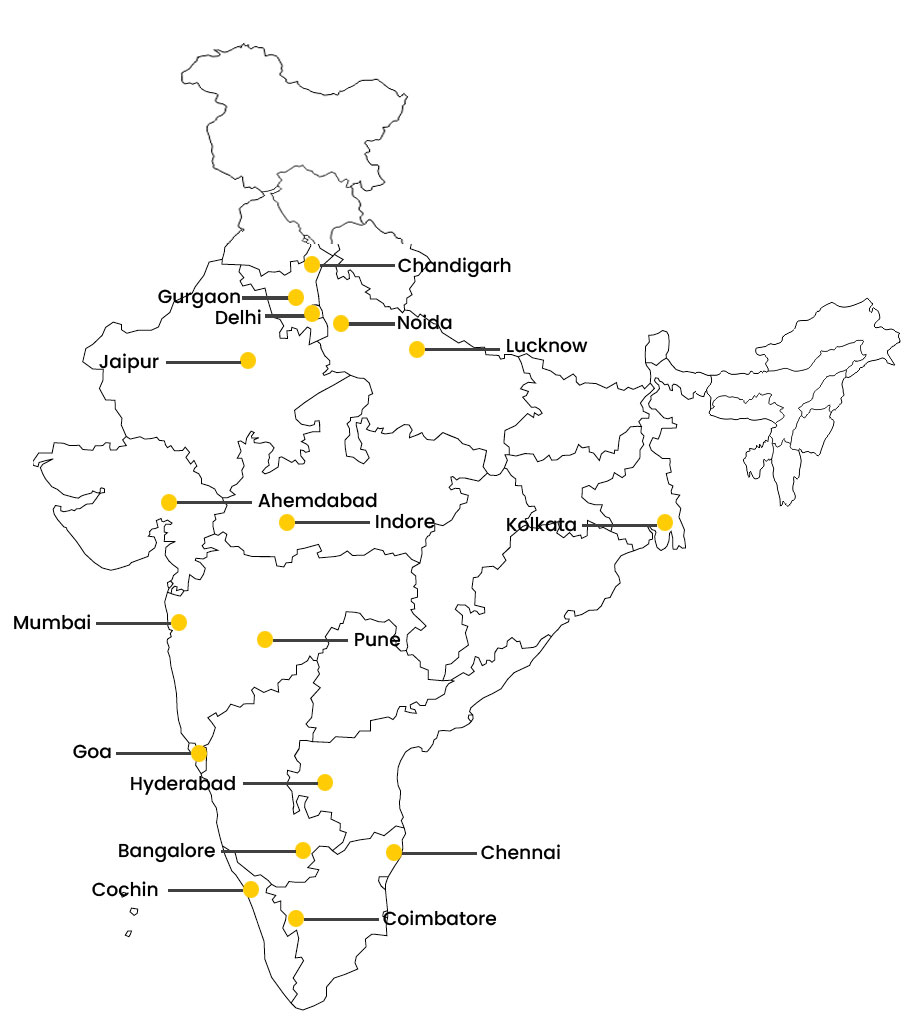 Chandigarh
Gurgaon
Delhi
Noida
Lucknow
Jaipur
Ahemdabad
Indore
Kolkata
Mumbai
Pune
Goa
Hyderabad
Bangalore
Chennai
Cochin
Coimbatore